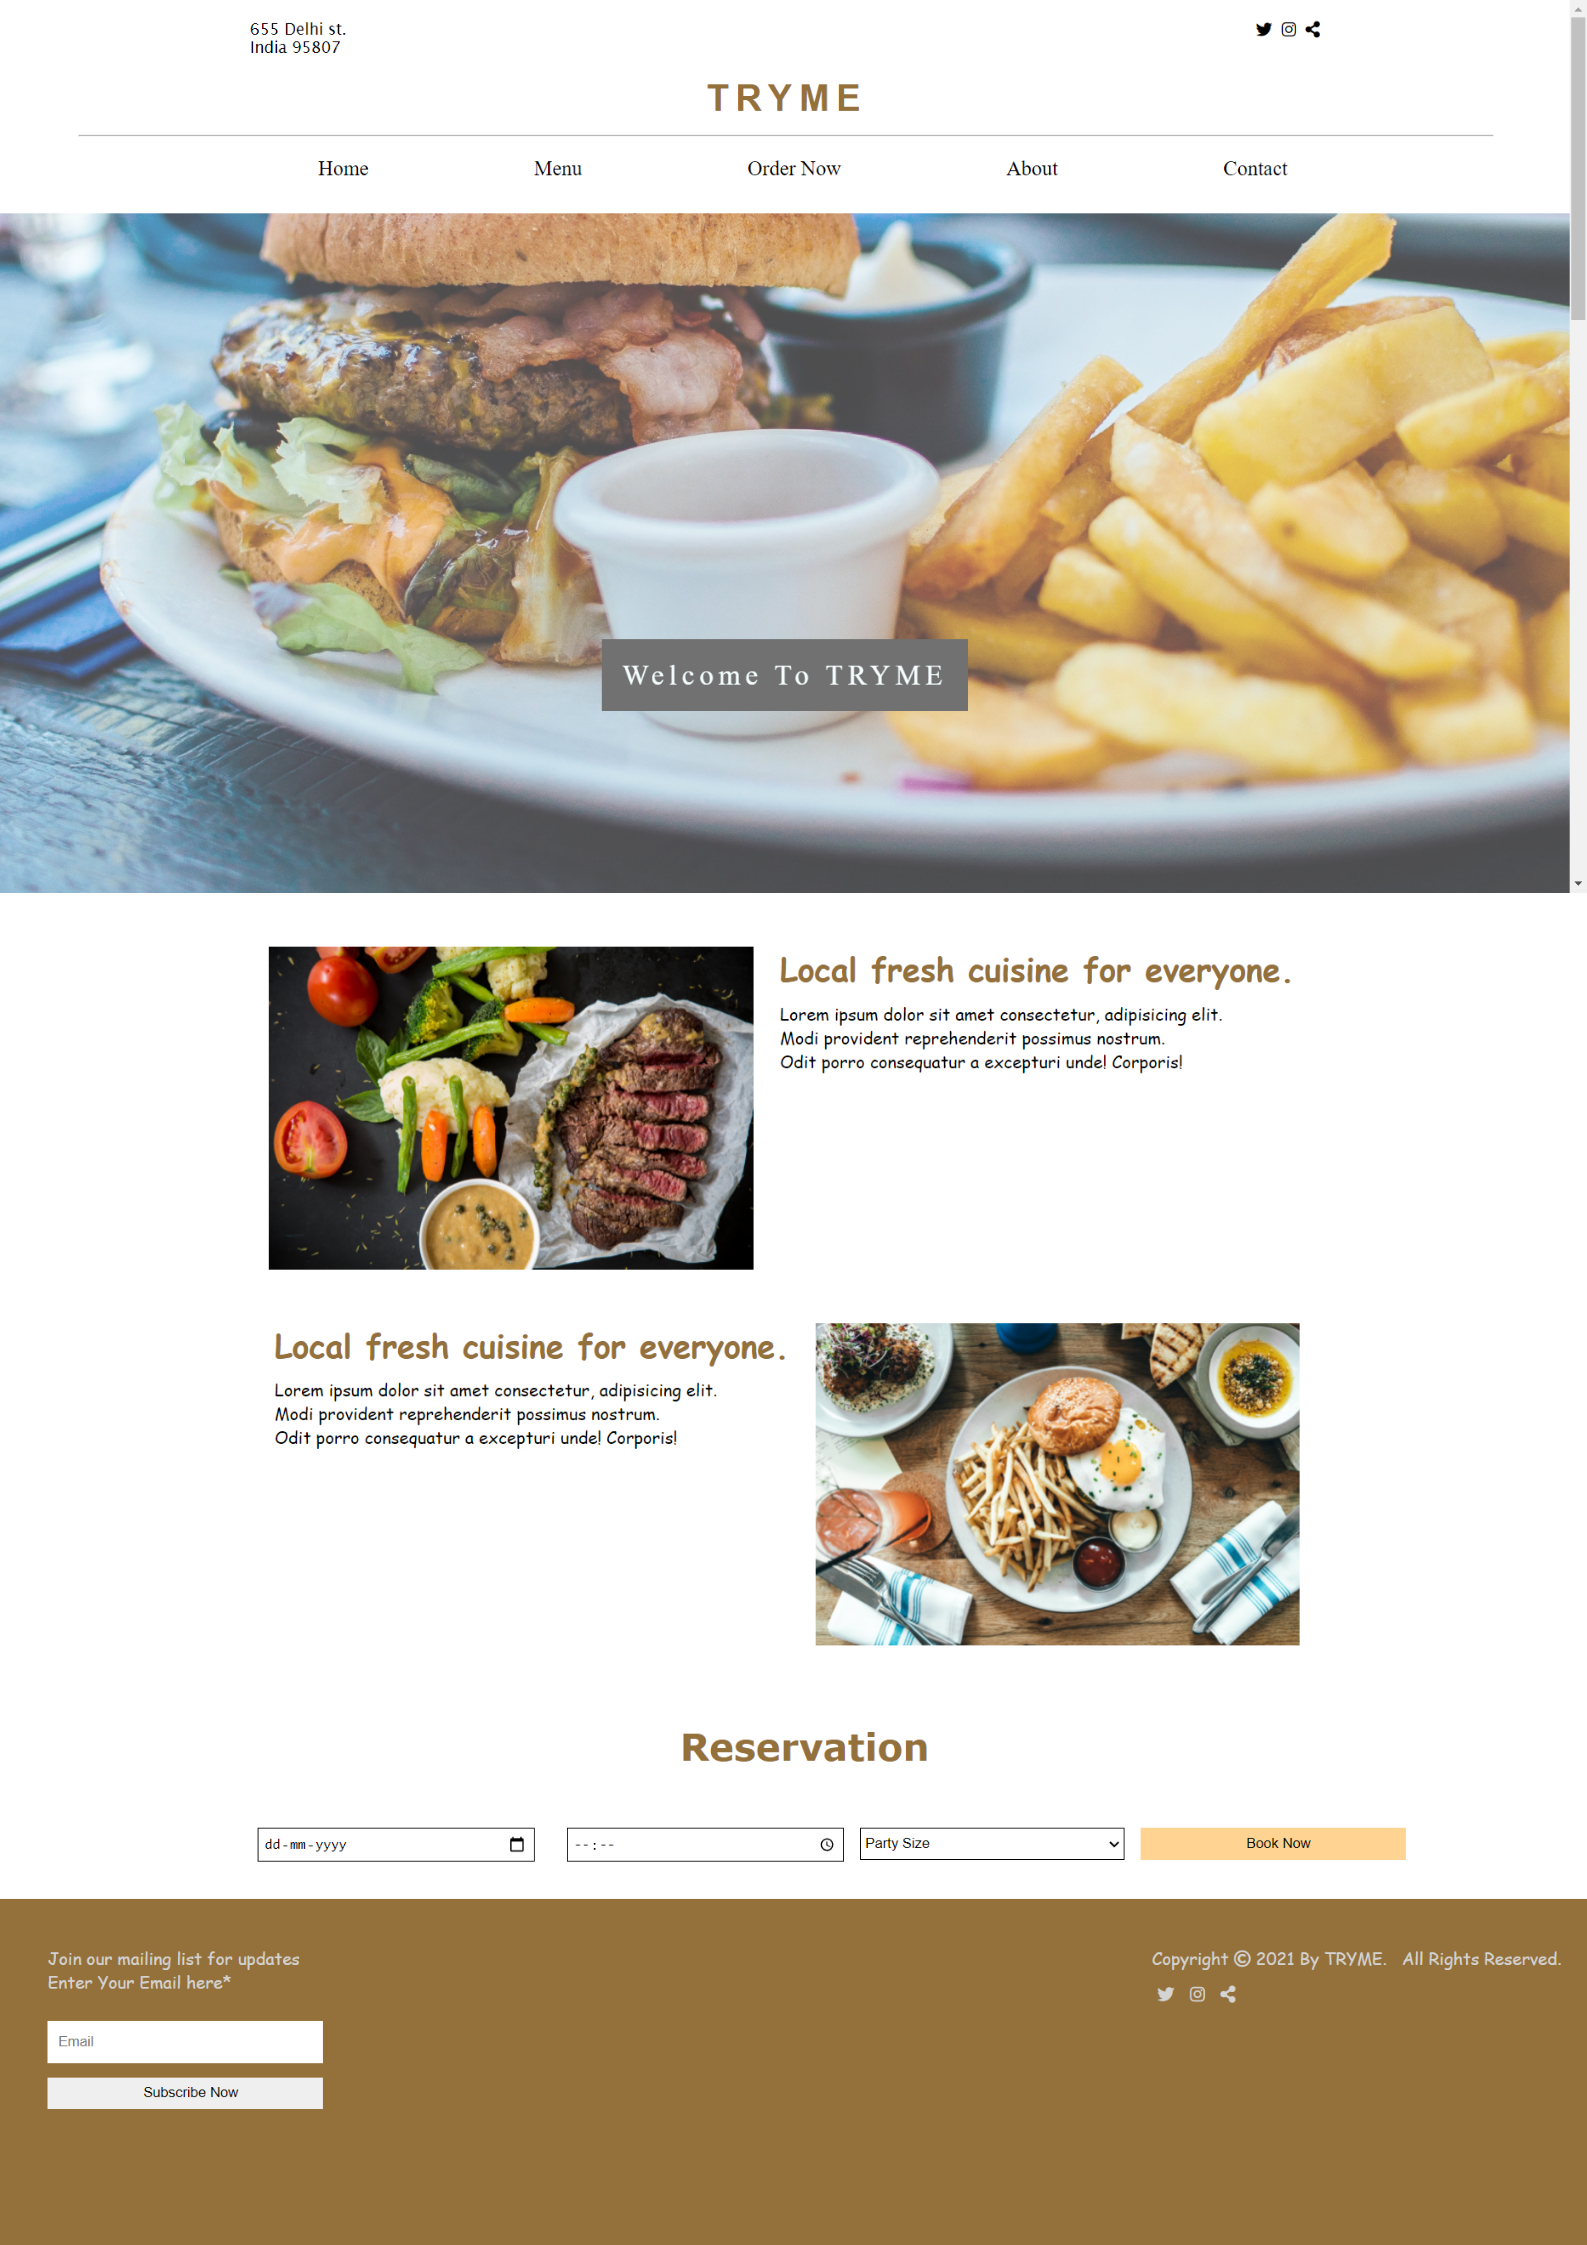 655 Delhi st.
India 95807
TRYME
Home
Menu
Order Now
About
Contact
Welcome To TRYME
Local fresh cuisine for everyone.
Lorem ipsum dolor sit amet consectetur, adipisicing elit.
Modi provident reprehenderit possimus nostrum.
Odit porro consequatur a excepturi unde! Corporis!
Local fresh cuisine for everyone.
Lorem ipsum dolor sit amet consectetur, adipisicing elit.
Modi provident reprehenderit possimus nostrum.
Odit porro consequatur a excepturi unde! Corporis!
Reservation
dd-mm-yyyy
--:--
Party Size
Book Now
Join our mailing list for updates
Enter Your Email here*
Email
Subscribe Now
Copyright © 2021 By TRYME. All Rights Reserved.